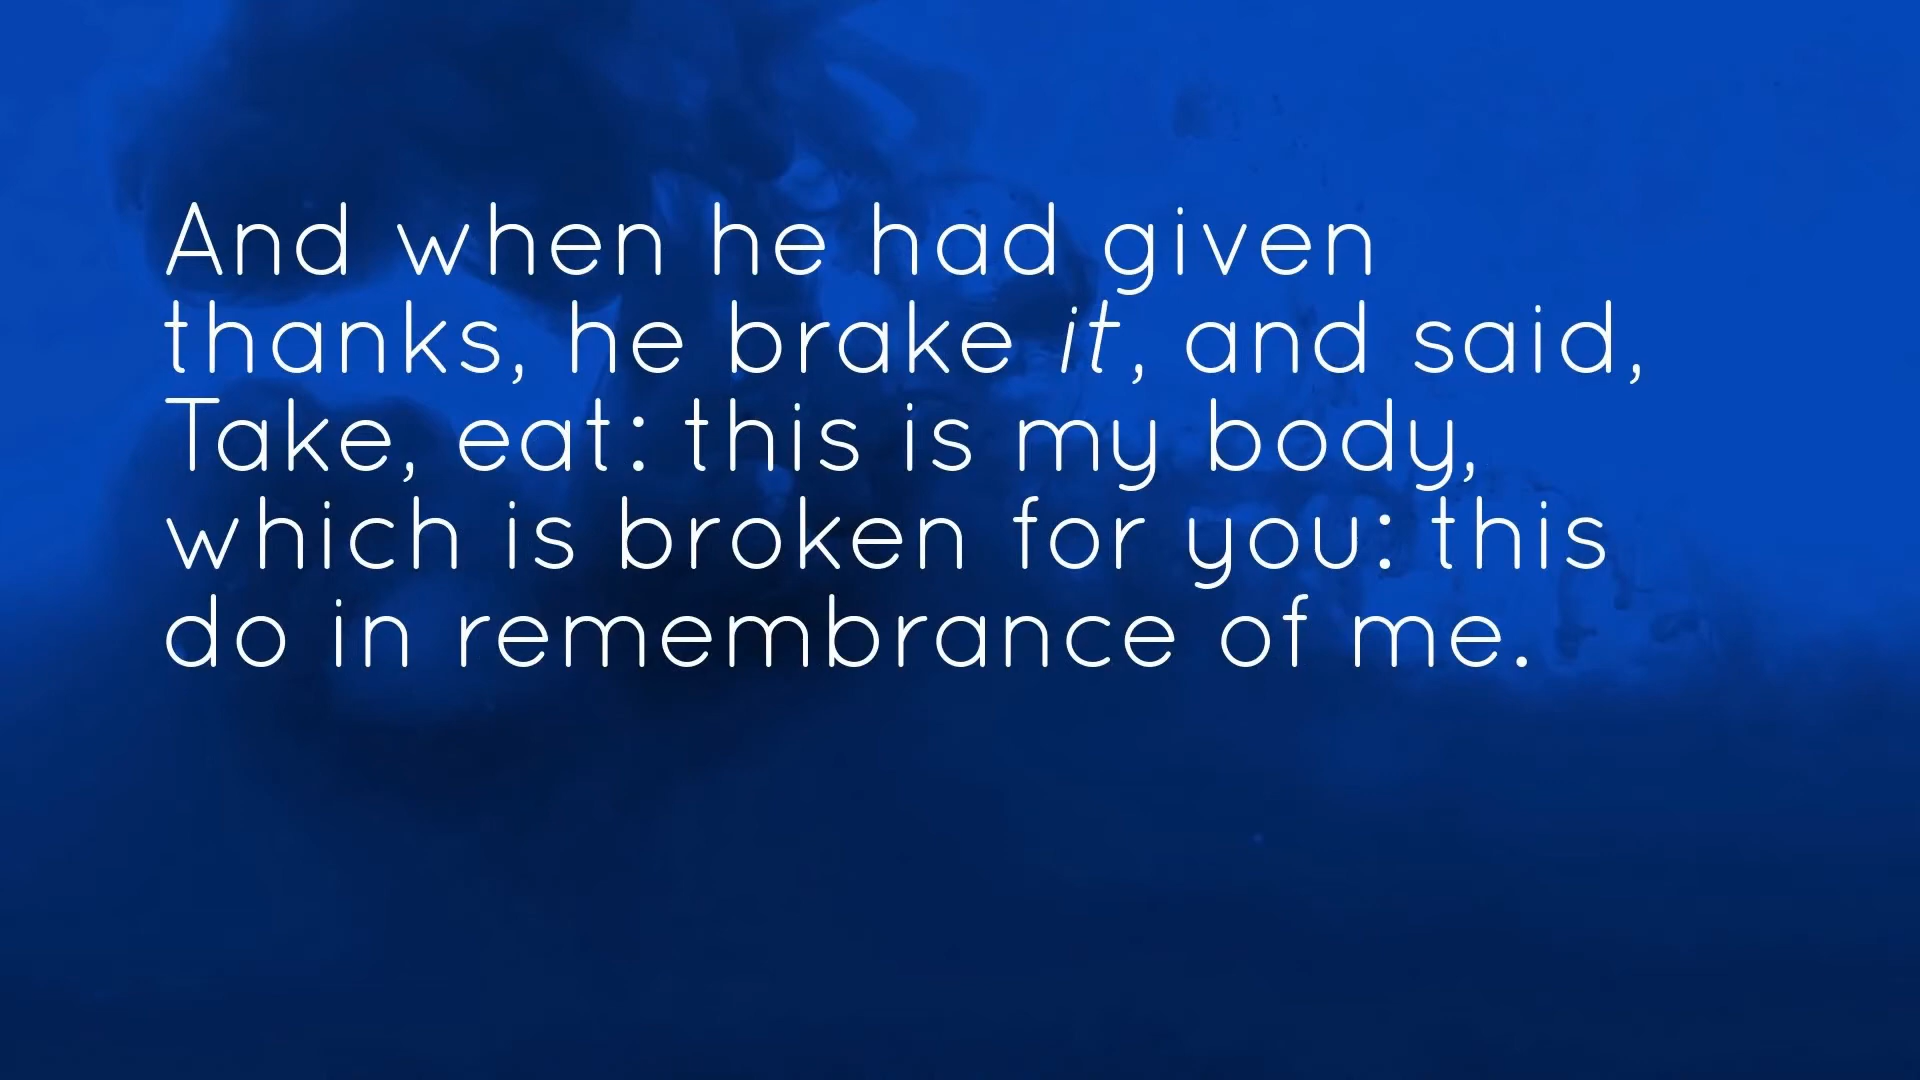 And when he had given
thanks, he brake it, and said,
Take, eat: this is my body,
which is broken for you: this
do in remembrance of me.